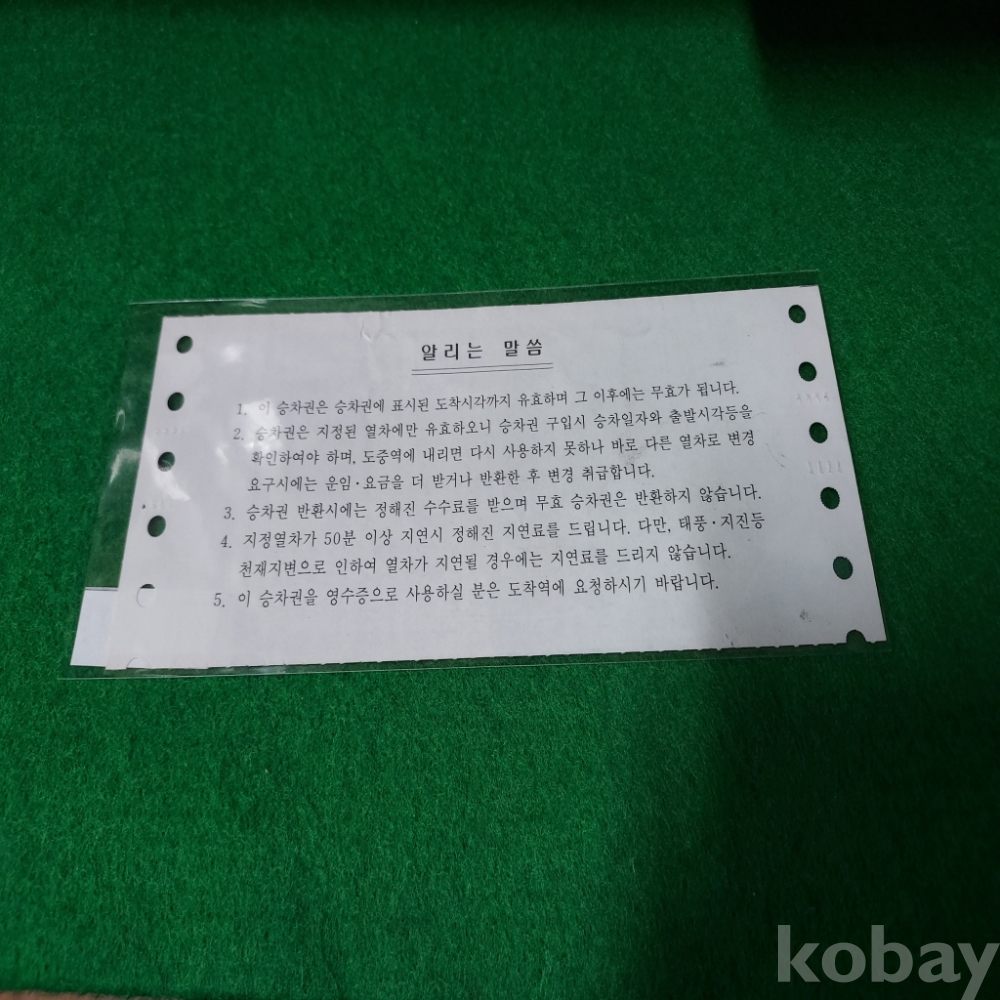 알리는 말씀
1. 이 승차권은 승차권에 표시된 도착시각까지 유효하며 그 이후에는 무효가 됩니다.
2. 승차권은 지정된 열차에만 유효하오니 승차권 구입시 승차일자와 출발시각등을
확인하여야 하며, 도중역에 내리면 다시 사용하지 못하나 바로 다른 열차로 변경
요구시에는 운임·요금을 더 받거나 반환한 후 변경 취급합니다.
3. 승차권 반환시에는 정해진 수수료를 받으며 무효 승차권은 반환하지 않습니다.
4. 지정열차가 50분 이상 지연시 정해진 지연료를 드립니다. 다만, 태풍·지진등
천재지변으로 인하여 열차가 지연될 경우에는 지연료를 드리지 않습니다.
5. 이 승차권을 영수증으로 사용하실 분은 도착역에 요청하시기 바랍니다.
kobay